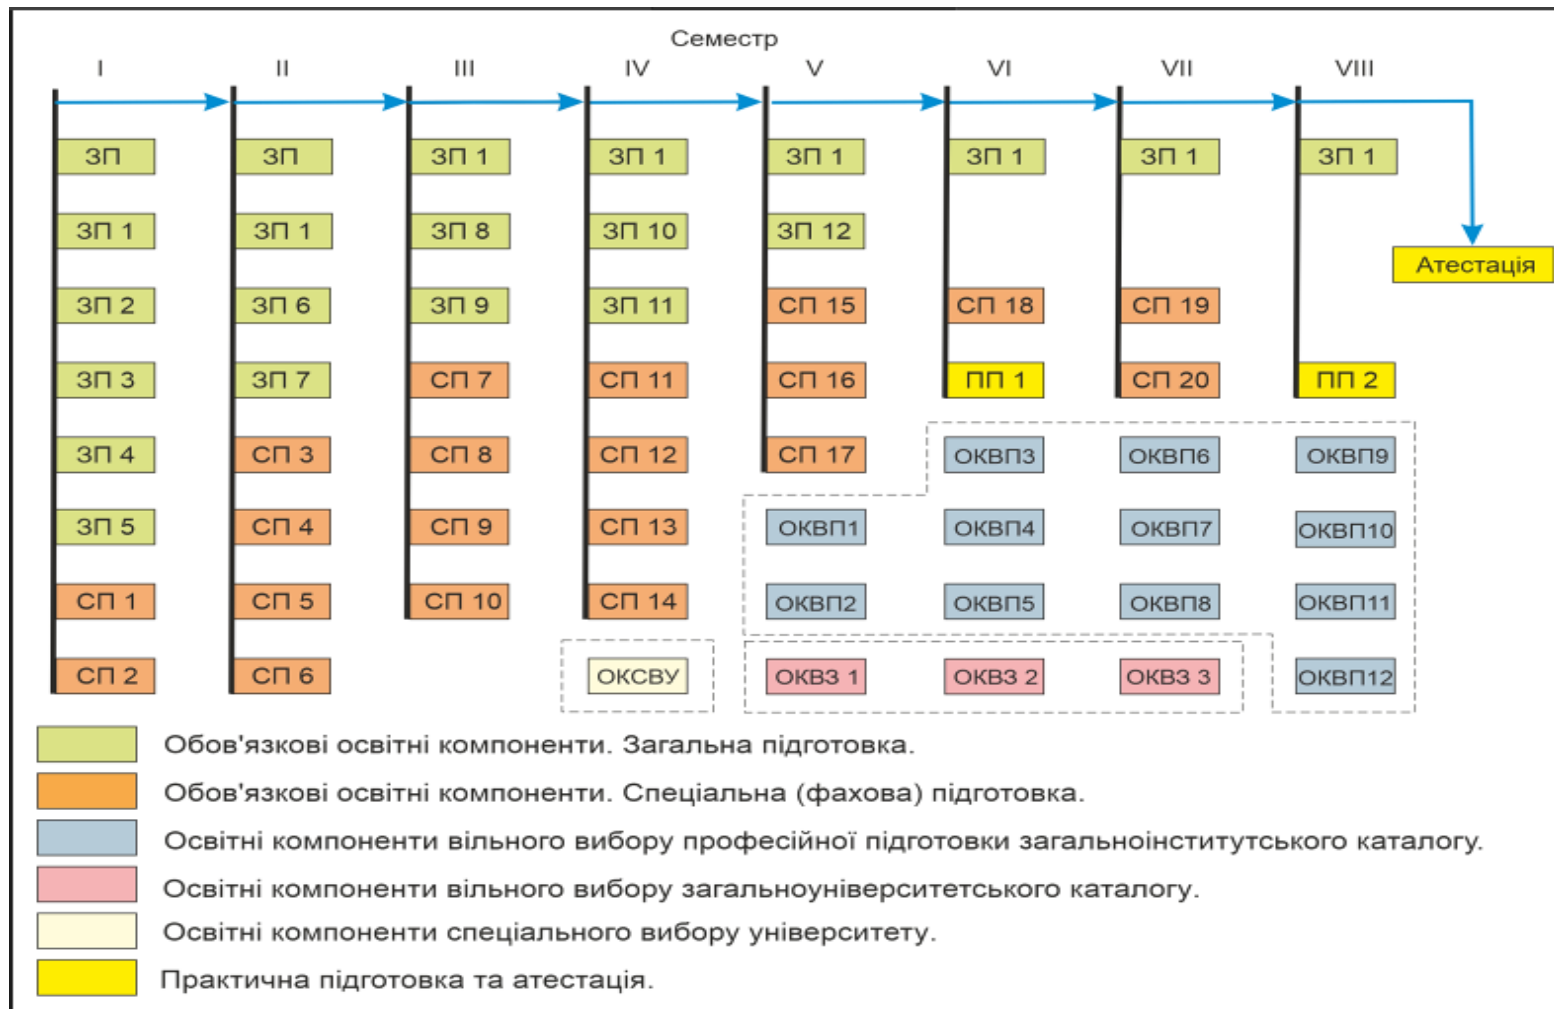 Семестр
I II III IV V VI VII VIII
ЗП ЗП ЗП 1 ЗП 1 ЗП 1 ЗП 1 ЗП 1 ЗП 1
ЗП 1 ЗП 1 ЗП 8 ЗП 10 ЗП 12
Атестація
ЗП 2 ЗП 6 ЗП 9 ЗП 11 СП 15 СП 18 СП 19
ЗП 3 ЗП 7 СП 7 СП 11 СП 16 ПП 1 СП 20 ПП 2
ЗП 4 СП 3 СП 8 СП 12 СП 17 ОКВП3 ОКВП6 ОКВП9
ЗП 5 СП 4 СП 9 СП 13 ОКВП1 ОКВП4 ОКВП7 ОКВП10
СП 1 СП 5 СП 10 СП 14 ОКВП2 ОКВП5 ОКВП8 ОКВП11
СП 2 СП 6 ОКСВУ ОКВЗ 1 ОКВЗ 2 ОКВЗ 3 ОКВП12
Обов'язкові освітні компоненти. Загальна підготовка.
Обов'язкові освітні компоненти. Спеціальна (фахова) підготовка.
Освітні компоненти вільного вибору професійної підготовки загальноінститутського каталогу.
Освітні компоненти вільного вибору загальноуніверситетського каталогу.
Освітні компоненти спеціального вибору університету.
Практична підготовка та атестація.